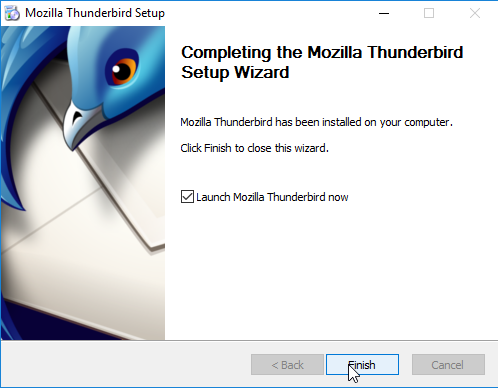 Mozilla Thunderbird Setup
Completing the Mozilla Thunderbird
Setup Wizard
Mozilla Thunderbird has been installed on your computer.
Click Finish to close this wizard.
Launch Mozilla Thunderbird now
< Back
Finish
Cancel